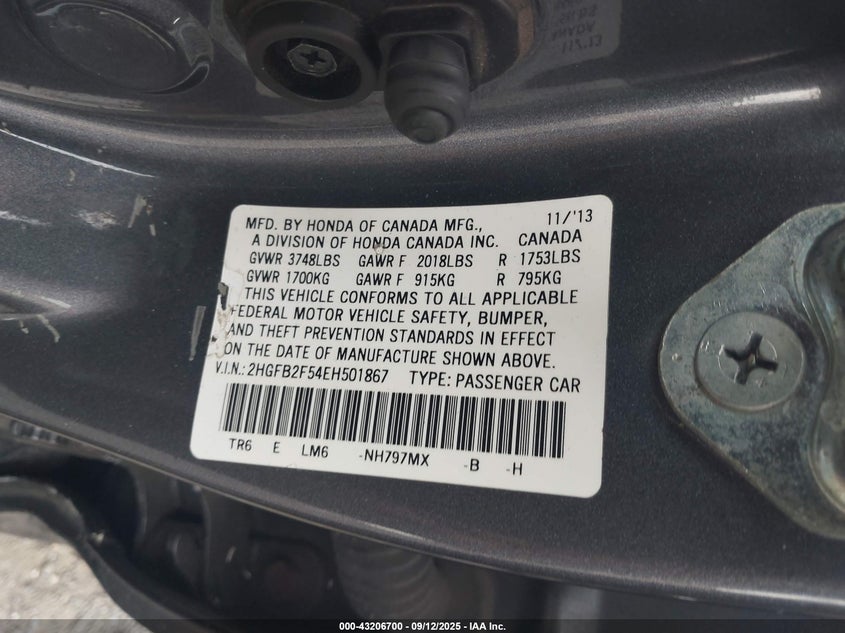 MFD. BY HONDA OF CANADA MFG., 11/'13
A DIVISION OF HONDA CANADA INC. CANADA
GVWR 3748LBS GAWR F 2018LBS R 1753LBS
GVWR 1700KG GAWR F 915KG R 795KG
THIS VEHICLE CONFORMS TO ALL APPLICABLE
FEDERAL MOTOR VEHICLE SAFETY, BUMPER,
AND THEFT PREVENTION STANDARDS IN EFFECT
ON THE DATE OF MANUFACTURE SHOWN ABOVE.
V.I.N.: 2HGFB2F54EH501867 TYPE: PASSENGER CAR
TR6 E LM6 -NH797MX -B -H
000-43206700 - 09/12/2025 - IAA Inc.